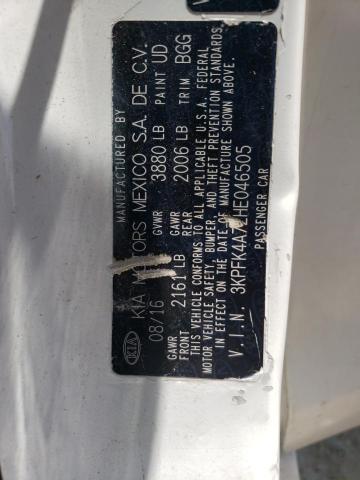 MANUFACTURED BY
KIA MOTORS MEXICO S.A. DE C.V.
08/16 GVWR 3880 LB PAINT UD
GAWR FRONT 2161 LB GAWR REAR 2006 LB TRIM BGG
THIS VEHICLE CONFORMS TO ALL APPLICABLE U.S.A. FEDERAL
MOTOR VEHICLE SAFETY, BUMPER, AND THEFT PREVENTION STANDARDS
IN EFFECT ON THE DATE OF MANUFACTURE SHOWN ABOVE.
V.I.N. HE046505
PASSENGER CAR
KIA